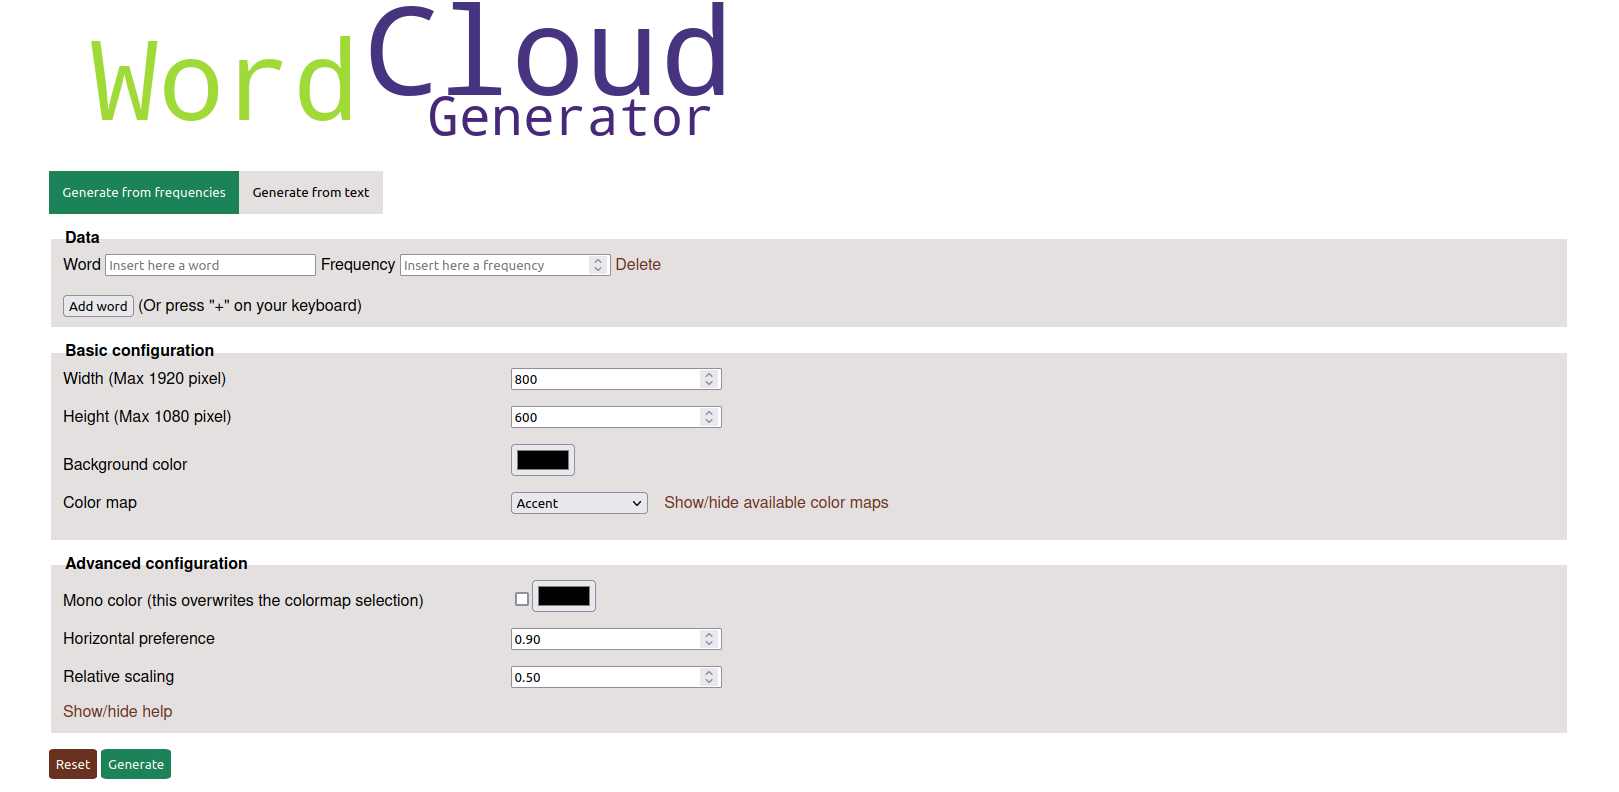 Word Cloud
Generator
Generate from frequencies Generate from text
Data
Word Insert here a word Frequency Insert here a frequency Delete
Add word (Or press "+" on your keyboard)
Basic configuration
Width (Max 1920 pixel) 800
Height (Max 1080 pixel) 600
Background color
Color map Accent Show/hide available color maps
Advanced configuration
Mono color (this overwrites the colormap selection)
Horizontal preference 0.90
Relative scaling 0.50
Show/hide help
Reset Generate